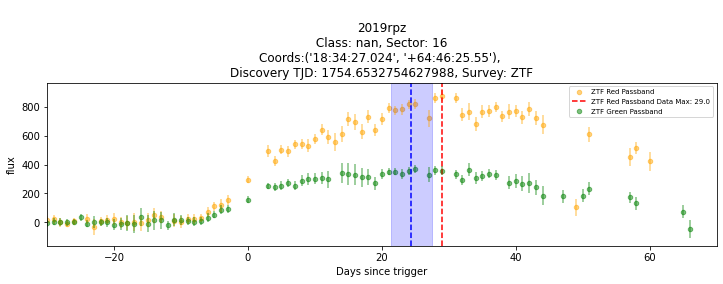 2019rpz
Class: nan, Sector: 16
Coords:('18:34:27.024', '+64:46:25.55'),
Discovery TJD: 1754.6532754627988, Survey: ZTF
ZTF Red Passband
ZTF Red Passband Data Max: 29.0
ZTF Green Passband
flux
800
600
400
200
0
−20
0
20
40
60
Days since trigger